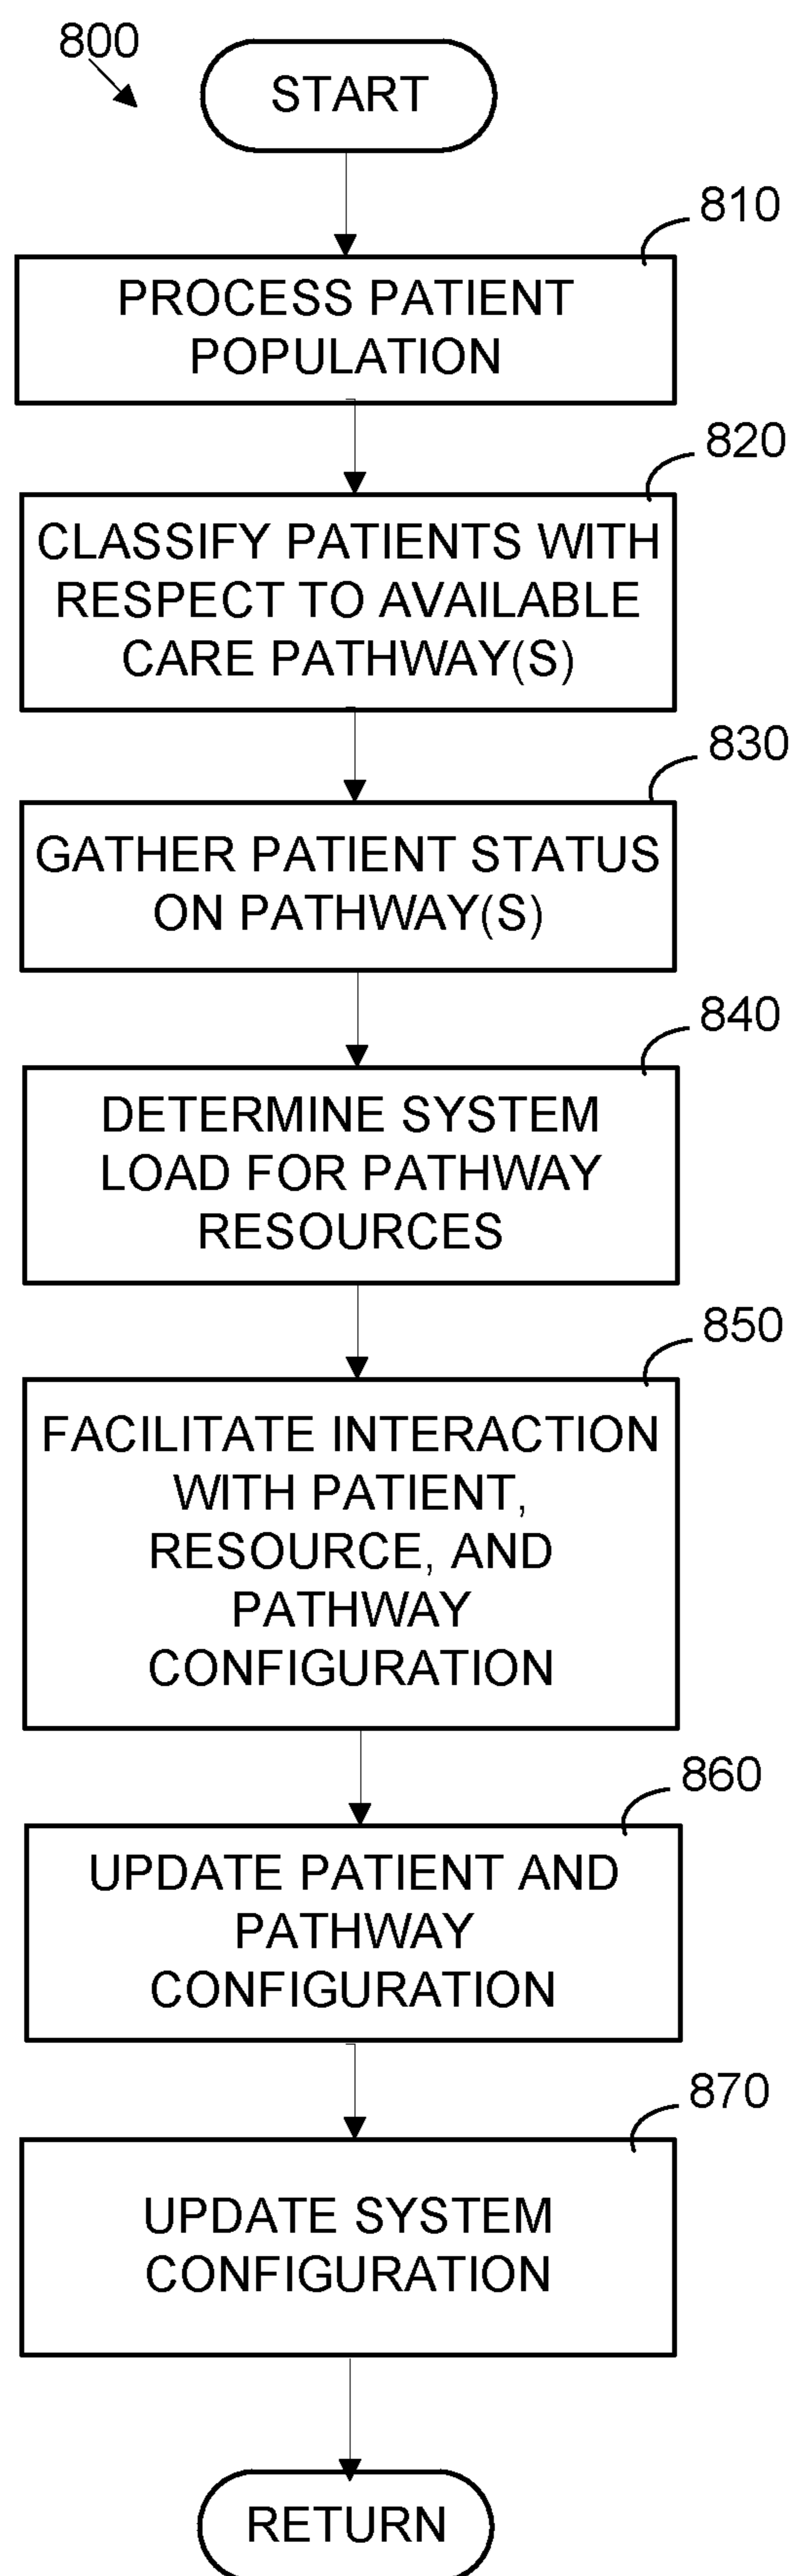 800
START
810
PROCESS PATIENT
POPULATION
820
CLASSIFY PATIENTS WITH
RESPECT TO AVAILABLE
CARE PATHWAY(S)
830
GATHER PATIENT STATUS
ON PATHWAY(S)
840
DETERMINE SYSTEM
LOAD FOR PATHWAY
RESOURCES
850
FACILITATE INTERACTION
WITH PATIENT,
RESOURCE, AND
PATHWAY
CONFIGURATION
860
UPDATE PATIENT AND
PATHWAY
CONFIGURATION
870
UPDATE SYSTEM
CONFIGURATION
RETURN